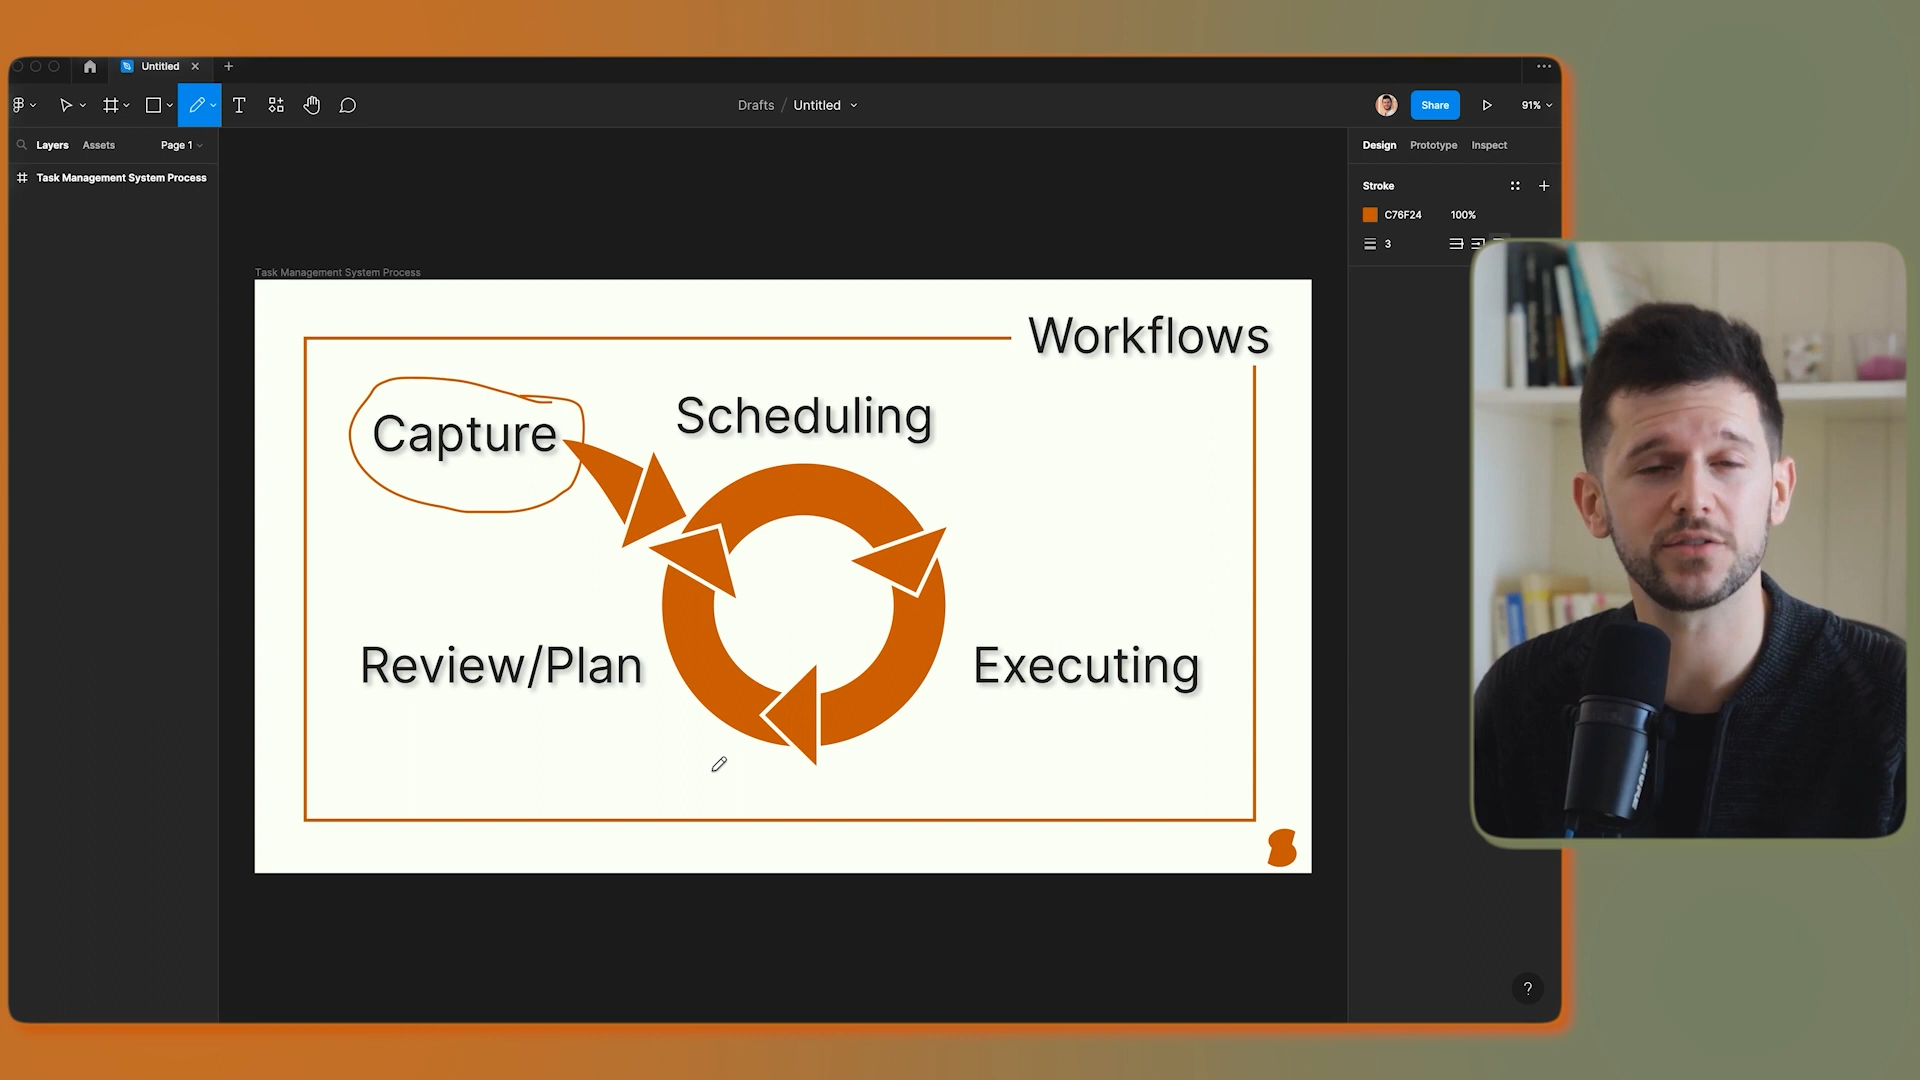 Untitled
Drafts / Untitled
Share
91%
Layers
Assets
Page 1
Design
Prototype
Inspect
Task Management System Process
Stroke
C76F24
100%
3
Task Management System Process
Workflows
Capture
Scheduling
Review/Plan
Executing
?